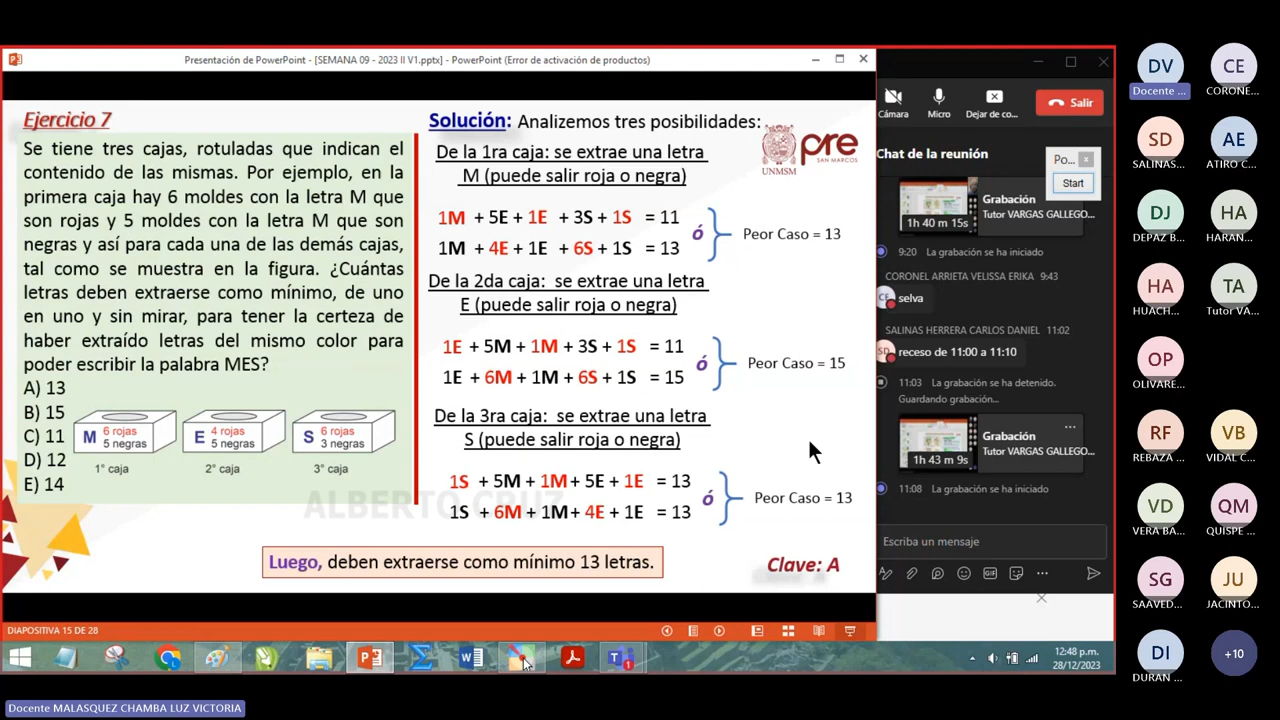 Presentación de PowerPoint - [SEMANA 09 - 2023 II V1.pptx] - PowerPoint (Error de activación de productos)
Ejercicio 7
Se tiene tres cajas, rotuladas que indican el
contenido de las mismas. Por ejemplo, en la
primera caja hay 6 moldes con la letra M que
son rojas y 5 moldes con la letra M que son
negras y así para cada una de las demás cajas,
tal como se muestra en la figura. ¿Cuántas
letras deben extraerse como mínimo, de uno
en uno y sin mirar, para tener la certeza de
haber extraído letras del mismo color para
poder escribir la palabra MES?
A) 13
B) 15
C) 11
D) 12
E) 14
M 6 rojas
5 negras
E 4 rojas
5 negras
S 6 rojas
3 negras
1° caja
2° caja
3° caja
Solución: Analizemos tres posibilidades:
pre
SAN MARCOS
UNMSM
De la 1ra caja: se extrae una letra
M (puede salir roja o negra)
1M + 5E + 1E + 3S + 1S = 11
1M + 4E + 1E + 6S + 1S = 13
ó
Peor Caso = 13
De la 2da caja: se extrae una letra
E (puede salir roja o negra)
1E + 5M + 1M + 3S + 1S = 11
1E + 6M + 1M + 6S + 1S = 15
ó
Peor Caso = 15
De la 3ra caja: se extrae una letra
S (puede salir roja o negra)
1S + 5M + 1M + 5E + 1E = 13
1S + 6M + 1M + 4E + 1E = 13
ó
Peor Caso = 13
ALBERTO CRUZ
Luego, deben extraerse como mínimo 13 letras.
Clave: A
DIAPOSITIVA 15 DE 28
Cámara
Micro
Dejar de co...
Salir
Chat de la reunión
Po...
Start
Grabación
Tutor VARGAS GALLEGO...
1h 40 m 15s
9:20 La grabación se ha iniciado
CORONEL ARRIETA VELISSA ERIKA 9:43
CE
selva
SALINAS HERRERA CARLOS DANIEL 11:02
SD
receso de 11:00 a 11:10
11:03 La grabación se ha detenido.
Guardando grabación...
Grabación
Tutor VARGAS GALLEGO...
1h 43 m 9s
11:08 La grabación se ha iniciado
Escriba un mensaje
GIF
12:48 p.m.
28/12/2023
DV
Docente ...
CE
CORONE...
SD
SALINAS...
AE
ATIRO C...
DJ
DEPAZ B...
HA
HARAN...
HA
HUACH...
TA
Tutor VA...
OP
OLIVARE...
RF
REBAZA ...
VB
VIDAL C...
VD
VERA BA...
QM
QUISPE ...
SG
SAAVED...
JU
JACINTO...
DI
DURAN ...
+10
Docente MALASQUEZ CHAMBA LUZ VICTORIA